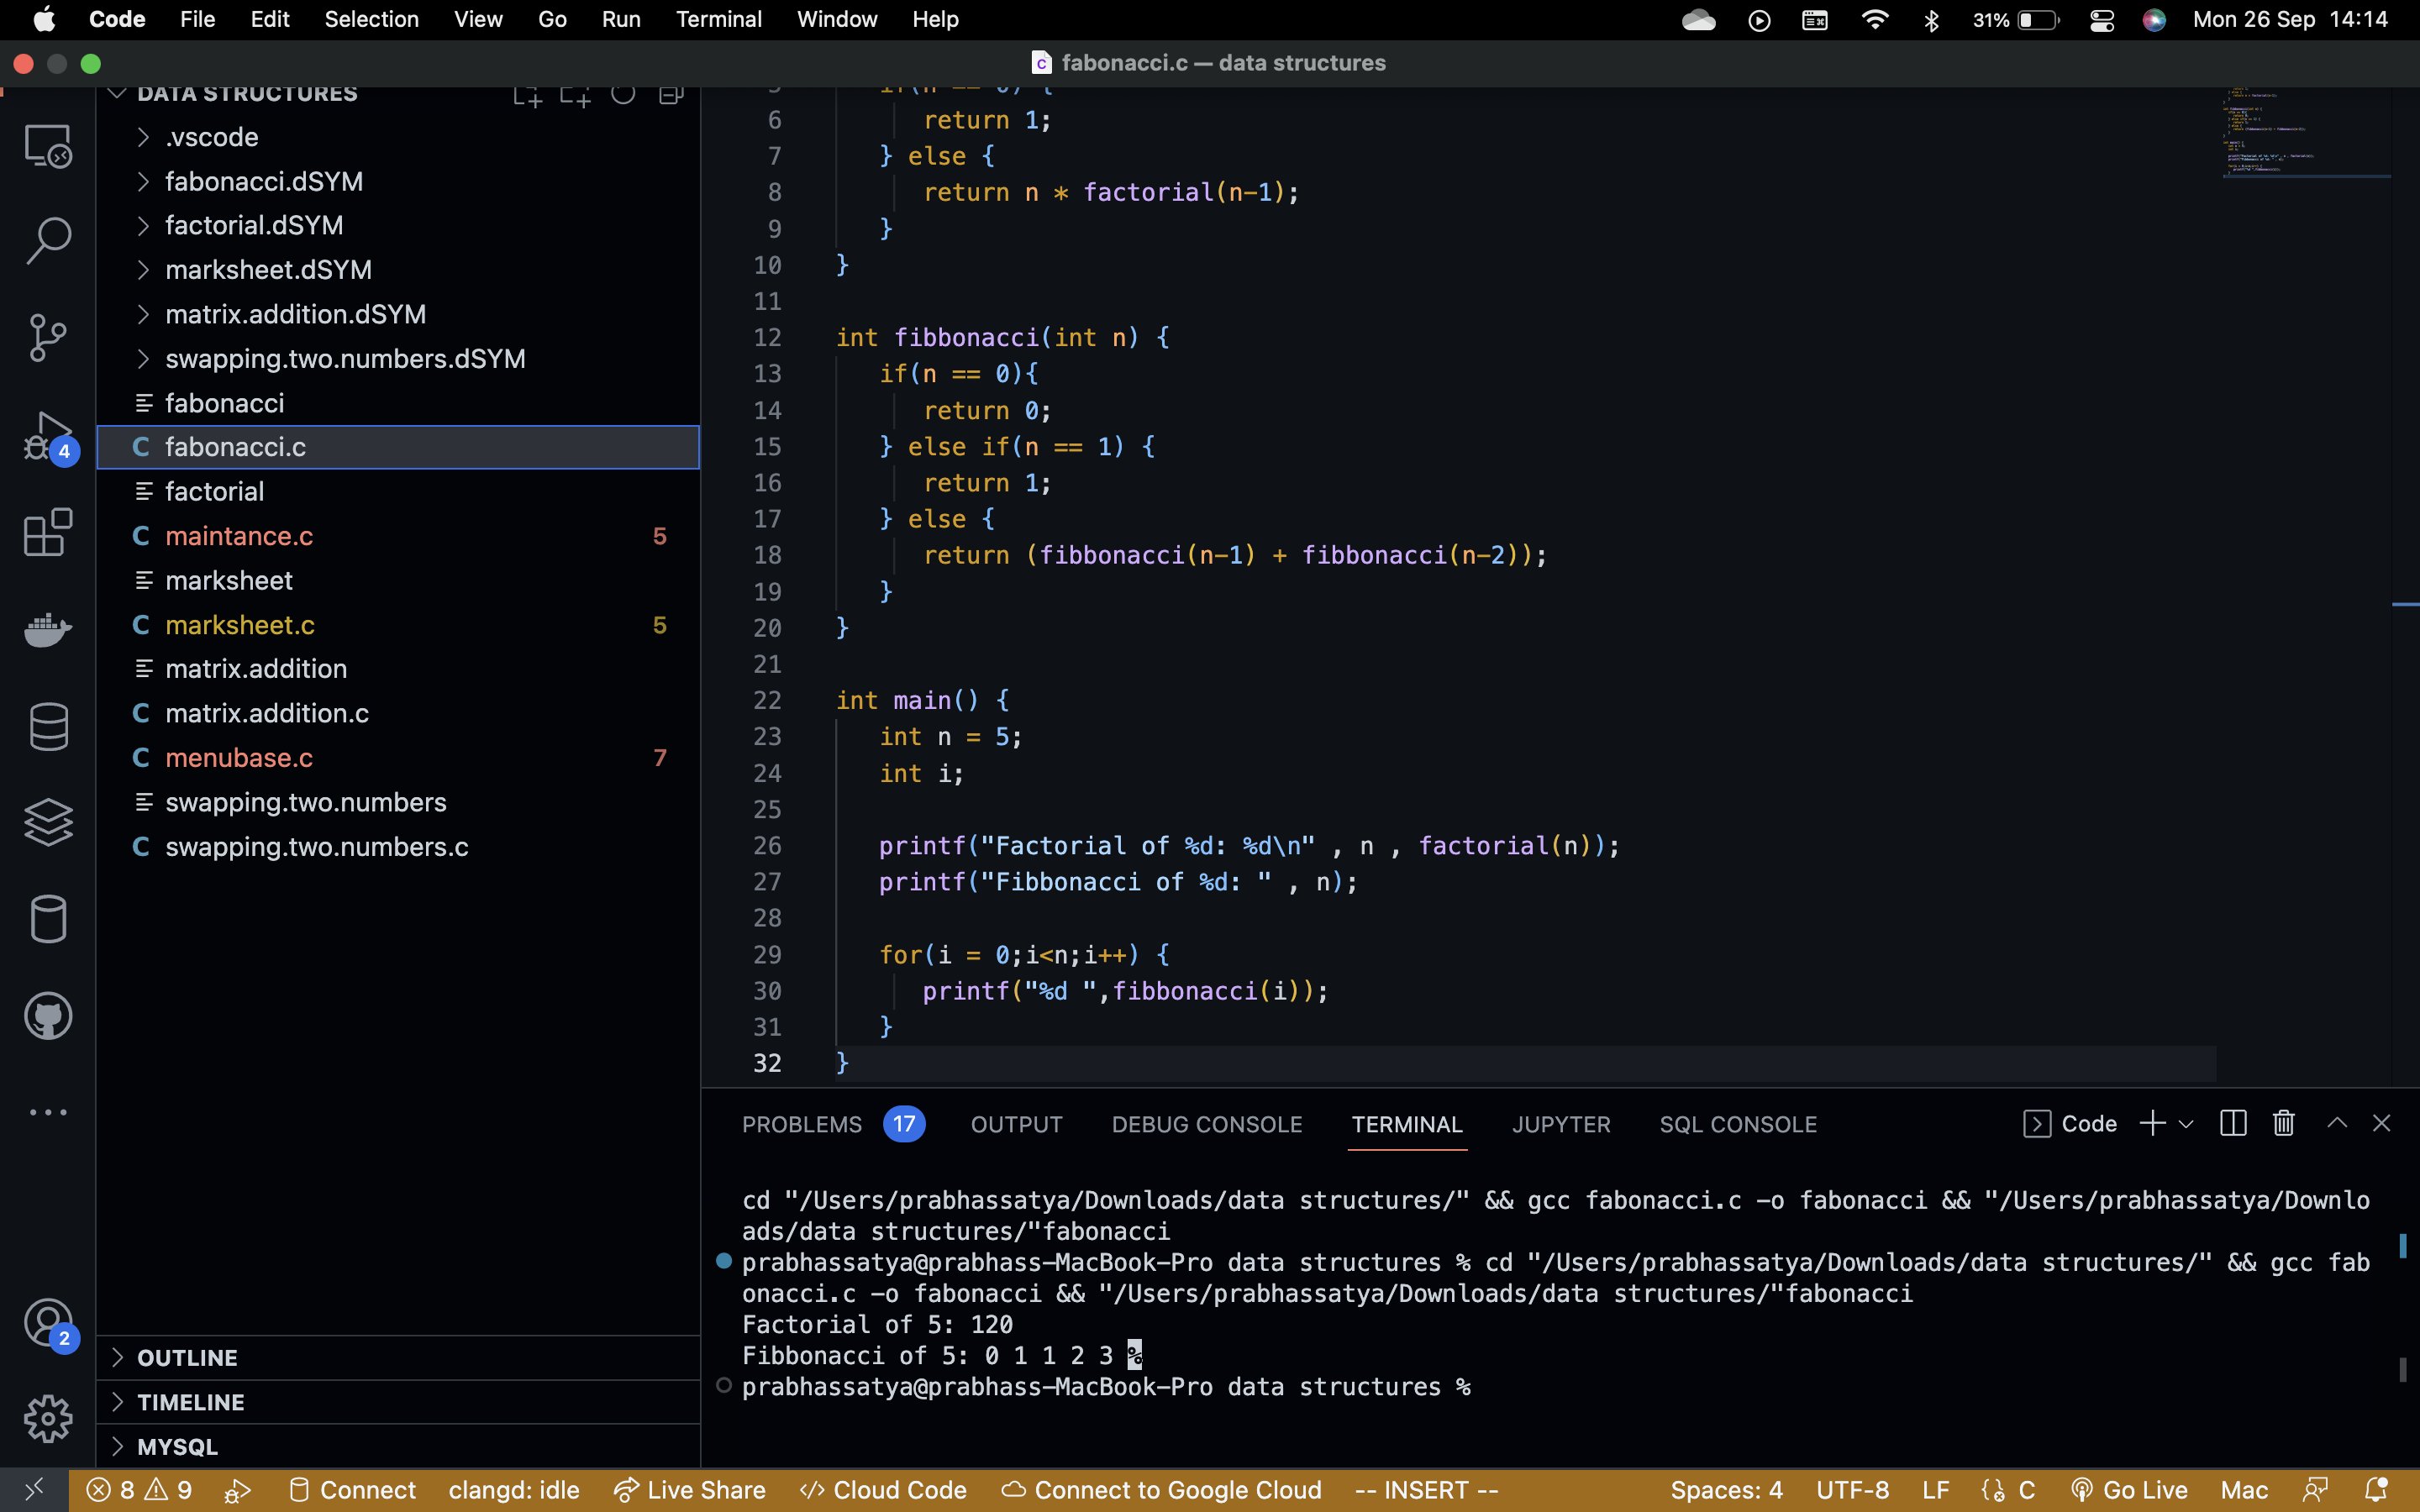 Code File Edit Selection View Go Run Terminal Window Help 31% Mon 26 Sep 14:14
C fabonacci.c — data structures
DATA STRUCTURES
.vscode
fabonacci.dSYM
factorial.dSYM
marksheet.dSYM
matrix.addition.dSYM
swapping.two.numbers.dSYM
fabonacci
C fabonacci.c
factorial
C maintance.c 5
marksheet
C marksheet.c 5
matrix.addition
C matrix.addition.c
C menubase.c 7
swapping.two.numbers
C swapping.two.numbers.c
4
2
OUTLINE
TIMELINE
MYSQL
5 if(n == 0) {
6 return 1;
7 } else {
8 return n * factorial(n-1);
9 }
10 }
11
12 int fibbonacci(int n) {
13 if(n == 0){
14 return 0;
15 } else if(n == 1) {
16 return 1;
17 } else {
18 return (fibbonacci(n-1) + fibbonacci(n-2));
19 }
20 }
21
22 int main() {
23 int n = 5;
24 int i;
25
26 printf("Factorial of %d: %d\n" , n , factorial(n));
27 printf("Fibbonacci of %d: " , n);
28
29 for(i = 0;i<n;i++) {
30 printf("%d ",fibbonacci(i));
31 }
32 }
PROBLEMS 17 OUTPUT DEBUG CONSOLE TERMINAL JUPYTER SQL CONSOLE Code
cd "/Users/prabhassatya/Downloads/data structures/" && gcc fabonacci.c -o fabonacci && "/Users/prabhassatya/Downlo
ads/data structures/"fabonacci
prabhassatya@prabhass-MacBook-Pro data structures % cd "/Users/prabhassatya/Downloads/data structures/" && gcc fab
onacci.c -o fabonacci && "/Users/prabhassatya/Downloads/data structures/"fabonacci
Factorial of 5: 120
Fibbonacci of 5: 0 1 1 2 3 %
prabhassatya@prabhass-MacBook-Pro data structures %
8 9 Connect clangd: idle Live Share Cloud Code Connect to Google Cloud -- INSERT -- Spaces: 4 UTF-8 LF C Go Live Mac